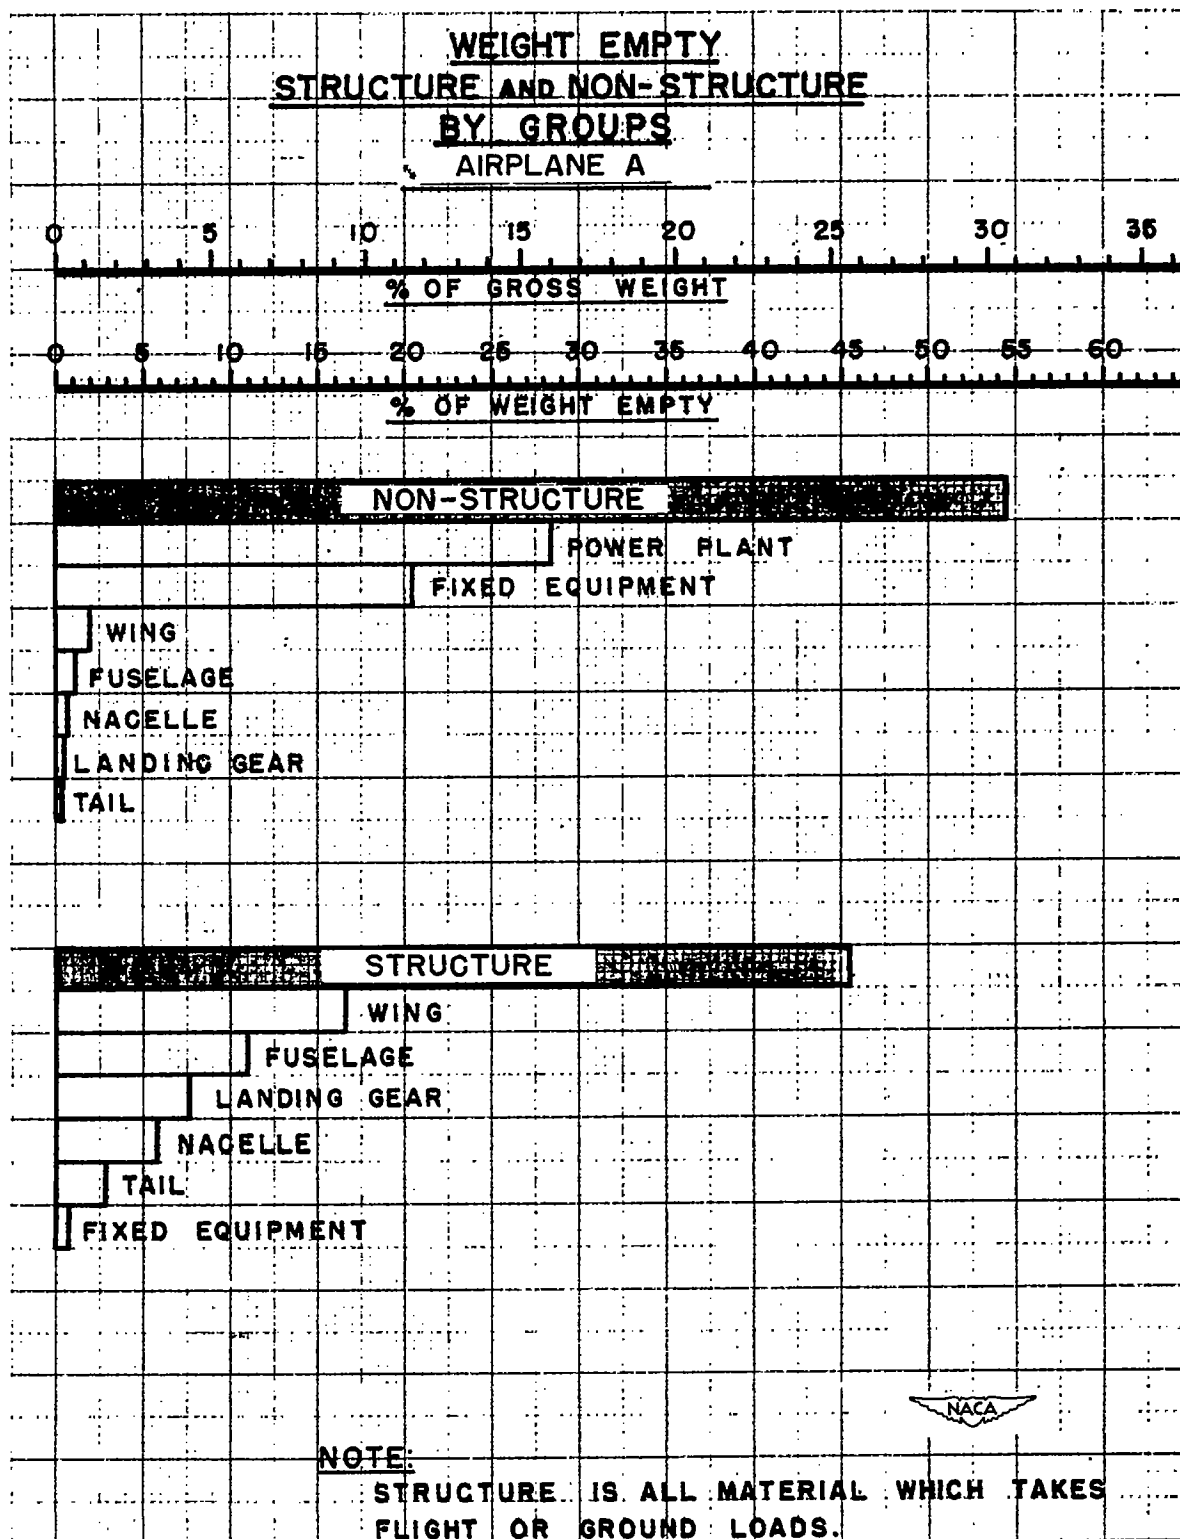 WEIGHT EMPTY
STRUCTURE AND NON-STRUCTURE
BY GROUPS
AIRPLANE A
0 5 10 15 20 25 30 35
% OF GROSS WEIGHT
0 5 10 15 20 25 30 35 40 45 50 55 60
% OF WEIGHT EMPTY
NON-STRUCTURE
POWER PLANT
FIXED EQUIPMENT
WING
FUSELAGE
NACELLE
LANDING GEAR
TAIL
STRUCTURE
WING
FUSELAGE
LANDING GEAR
NACELLE
TAIL
FIXED EQUIPMENT
NACA
NOTE:
STRUCTURE IS ALL MATERIAL WHICH TAKES
FLIGHT OR GROUND LOADS.